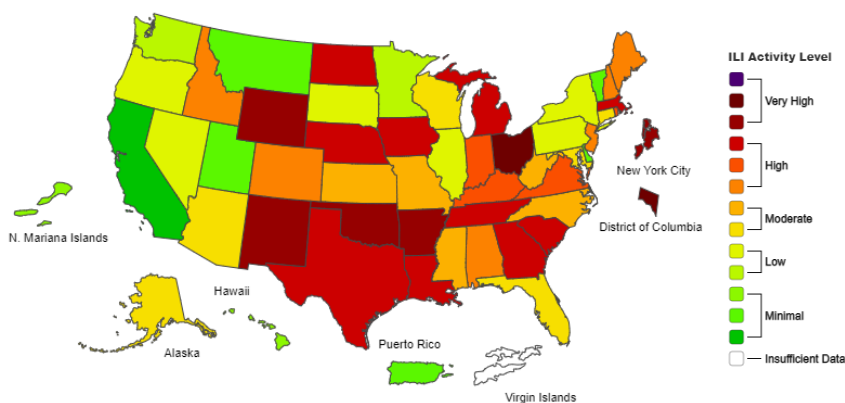 ILI Activity Level
Very High
High
Moderate
Low
Minimal
Insufficient Data
New York City
District of Columbia
N. Mariana Islands
Hawaii
Alaska
Puerto Rico
Virgin Islands